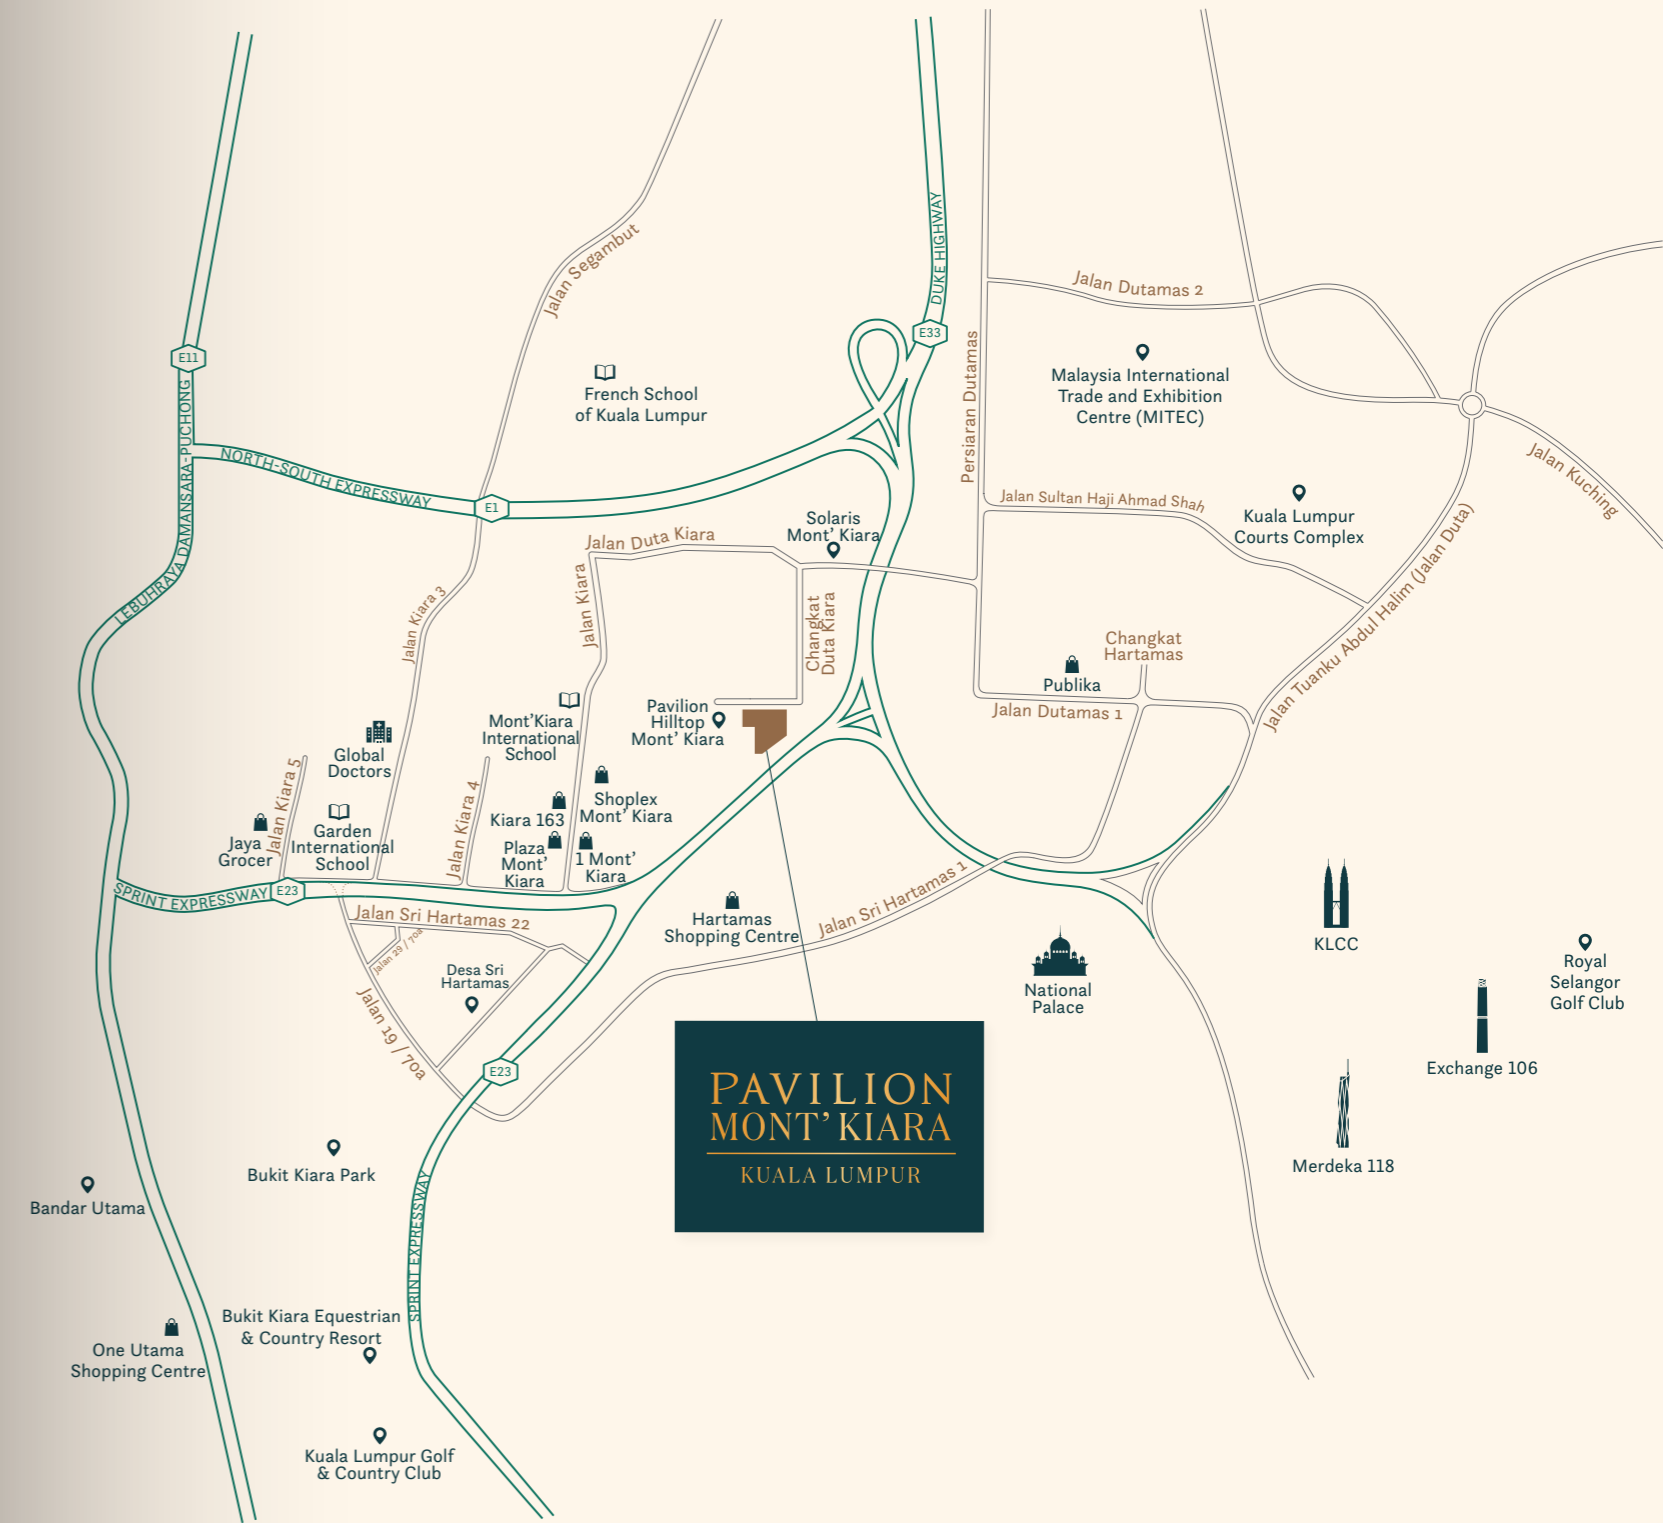 E11
LEBUHRAYA DAMANSARA-PUCHONG
NORTH-SOUTH EXPRESSWAY
E1
Jalan Segambut
French School
of Kuala Lumpur
DUKE HIGHWAY
E33
Persiaran Dutamas
Jalan Dutamas 2
Malaysia International
Trade and Exhibition
Centre (MITEC)
Jalan Kuching
Jalan Sultan Haji Ahmad Shah
Kuala Lumpur
Courts Complex
Jalan Tuanku Abdul Halim (Jalan Duta)
Solaris
Mont' Kiara
Jalan Duta Kiara
Jalan Kiara
Jalan Kiara 3
Changkat
Duta Kiara
Changkat
Hartamas
Publika
Jalan Dutamas 1
Pavilion
Hilltop
Mont' Kiara
Mont'Kiara
International
School
Global
Doctors
Jalan Kiara 5
Jalan Kiara 4
Shoplex
Mont' Kiara
Kiara 163
Jaya
Grocer
Garden
International
School
Plaza
Mont'
Kiara
1 Mont'
Kiara
SPRINT EXPRESSWAY
E23
Jalan Sri Hartamas 22
Jalan 29 / 70a
Desa Sri
Hartamas
Jalan 19 / 70a
Hartamas
Shopping Centre
Jalan Sri Hartamas 1
National
Palace
KLCC
Royal
Selangor
Golf Club
Exchange 106
Merdeka 118
E23
PAVILION
MONT' KIARA
KUALA LUMPUR
Bukit Kiara Park
Bandar Utama
SPRINT EXPRESSWAY
Bukit Kiara Equestrian
& Country Resort
One Utama
Shopping Centre
Kuala Lumpur Golf
& Country Club